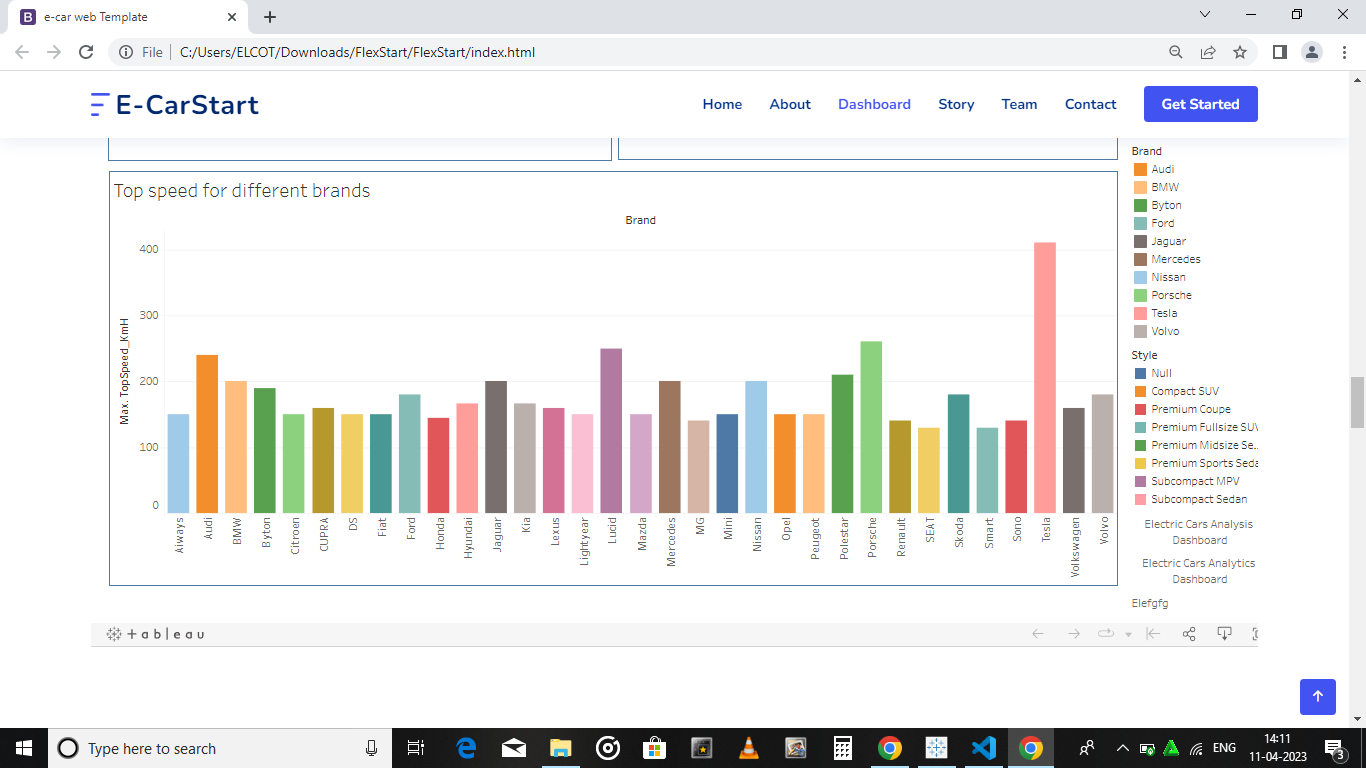 e-car web Template
File C:/Users/ELCOT/Downloads/FlexStart/FlexStart/index.html
E-CarStart Home About Dashboard Story Team Contact Get Started
Top speed for different brands
Brand
Max. TopSpeed_KmH
400
300
200
100
0
Aiways Audi BMW Byton Citroen CUPRA DS Fiat Ford Honda Hyundai Jaguar Kia Lexus Lightyear Lucid Mazda Mercedes MG Mini Nissan Opel Peugeot Polestar Porsche Renault SEAT Skoda Smart Sono Tesla Volkswagen Volvo
Brand
Audi
BMW
Byton
Ford
Jaguar
Mercedes
Nissan
Porsche
Tesla
Volvo
Style
Null
Compact SUV
Premium Coupe
Premium Fullsize SUV
Premium Midsize Se..
Premium Sports Seda
Subcompact MPV
Subcompact Sedan
Electric Cars Analysis
Dashboard
Electric Cars Analytics
Dashboard
Elefgfg
+ableau
Type here to search
ENG
14:11
11-04-2023
3